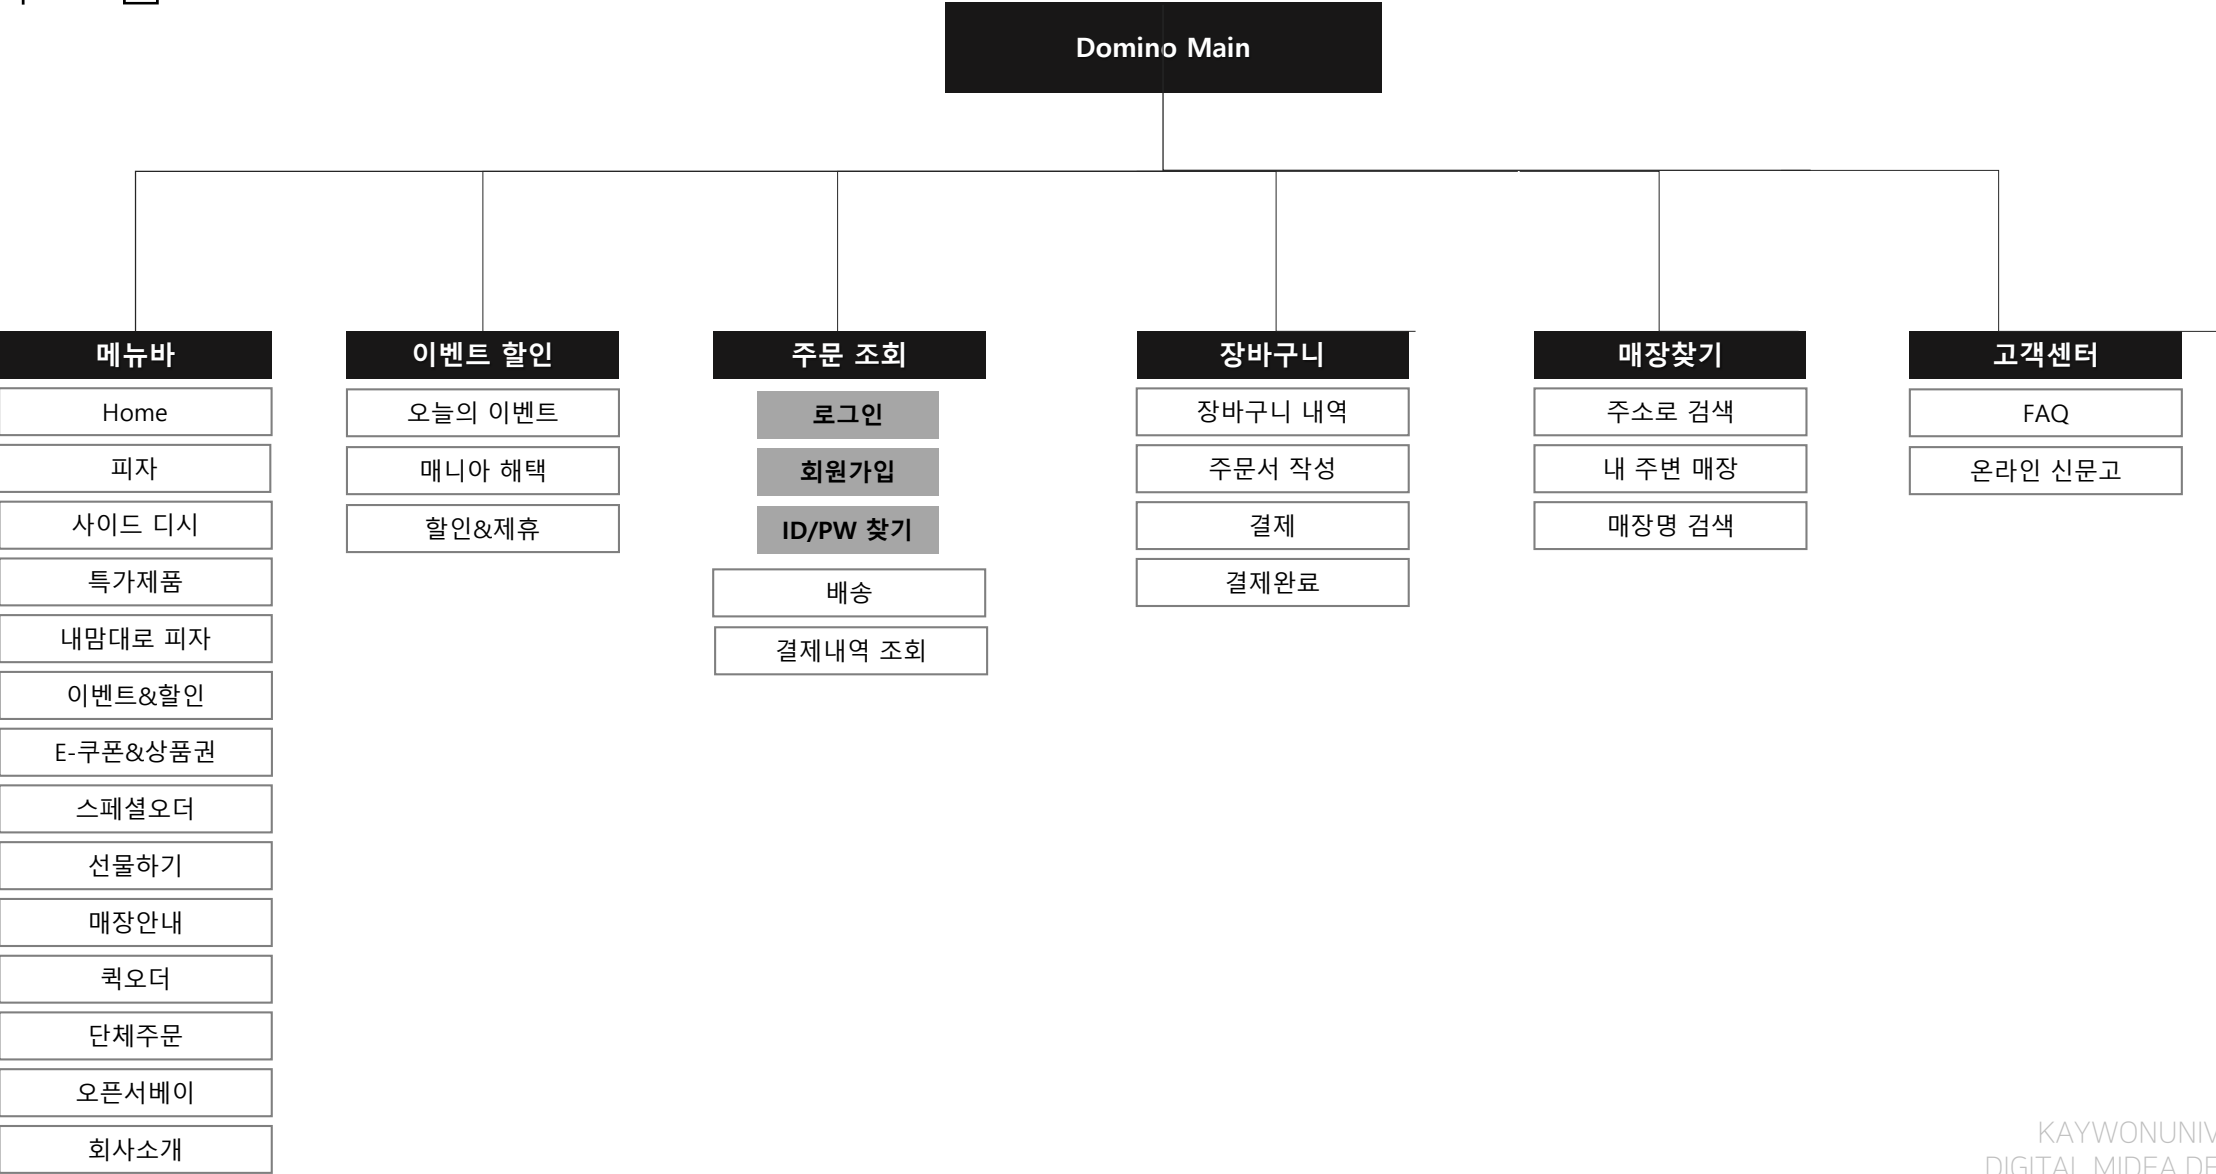 Domino Main
메뉴바
Home
피자
사이드 디시
특가제품
내맘대로 피자
이벤트&할인
E-쿠폰&상품권
스페셜오더
선물하기
매장안내
퀵오더
단체주문
오픈서베이
회사소개
이벤트 할인
오늘의 이벤트
매니아 해택
할인&제휴
주문 조회
로그인
회원가입
ID/PW 찾기
배송
결제내역 조회
장바구니
장바구니 내역
주문서 작성
결제
결제완료
매장찾기
주소로 검색
내 주변 매장
매장명 검색
고객센터
FAQ
온라인 신문고
KAYWONUNIV
DIGITAL MIDEA DE